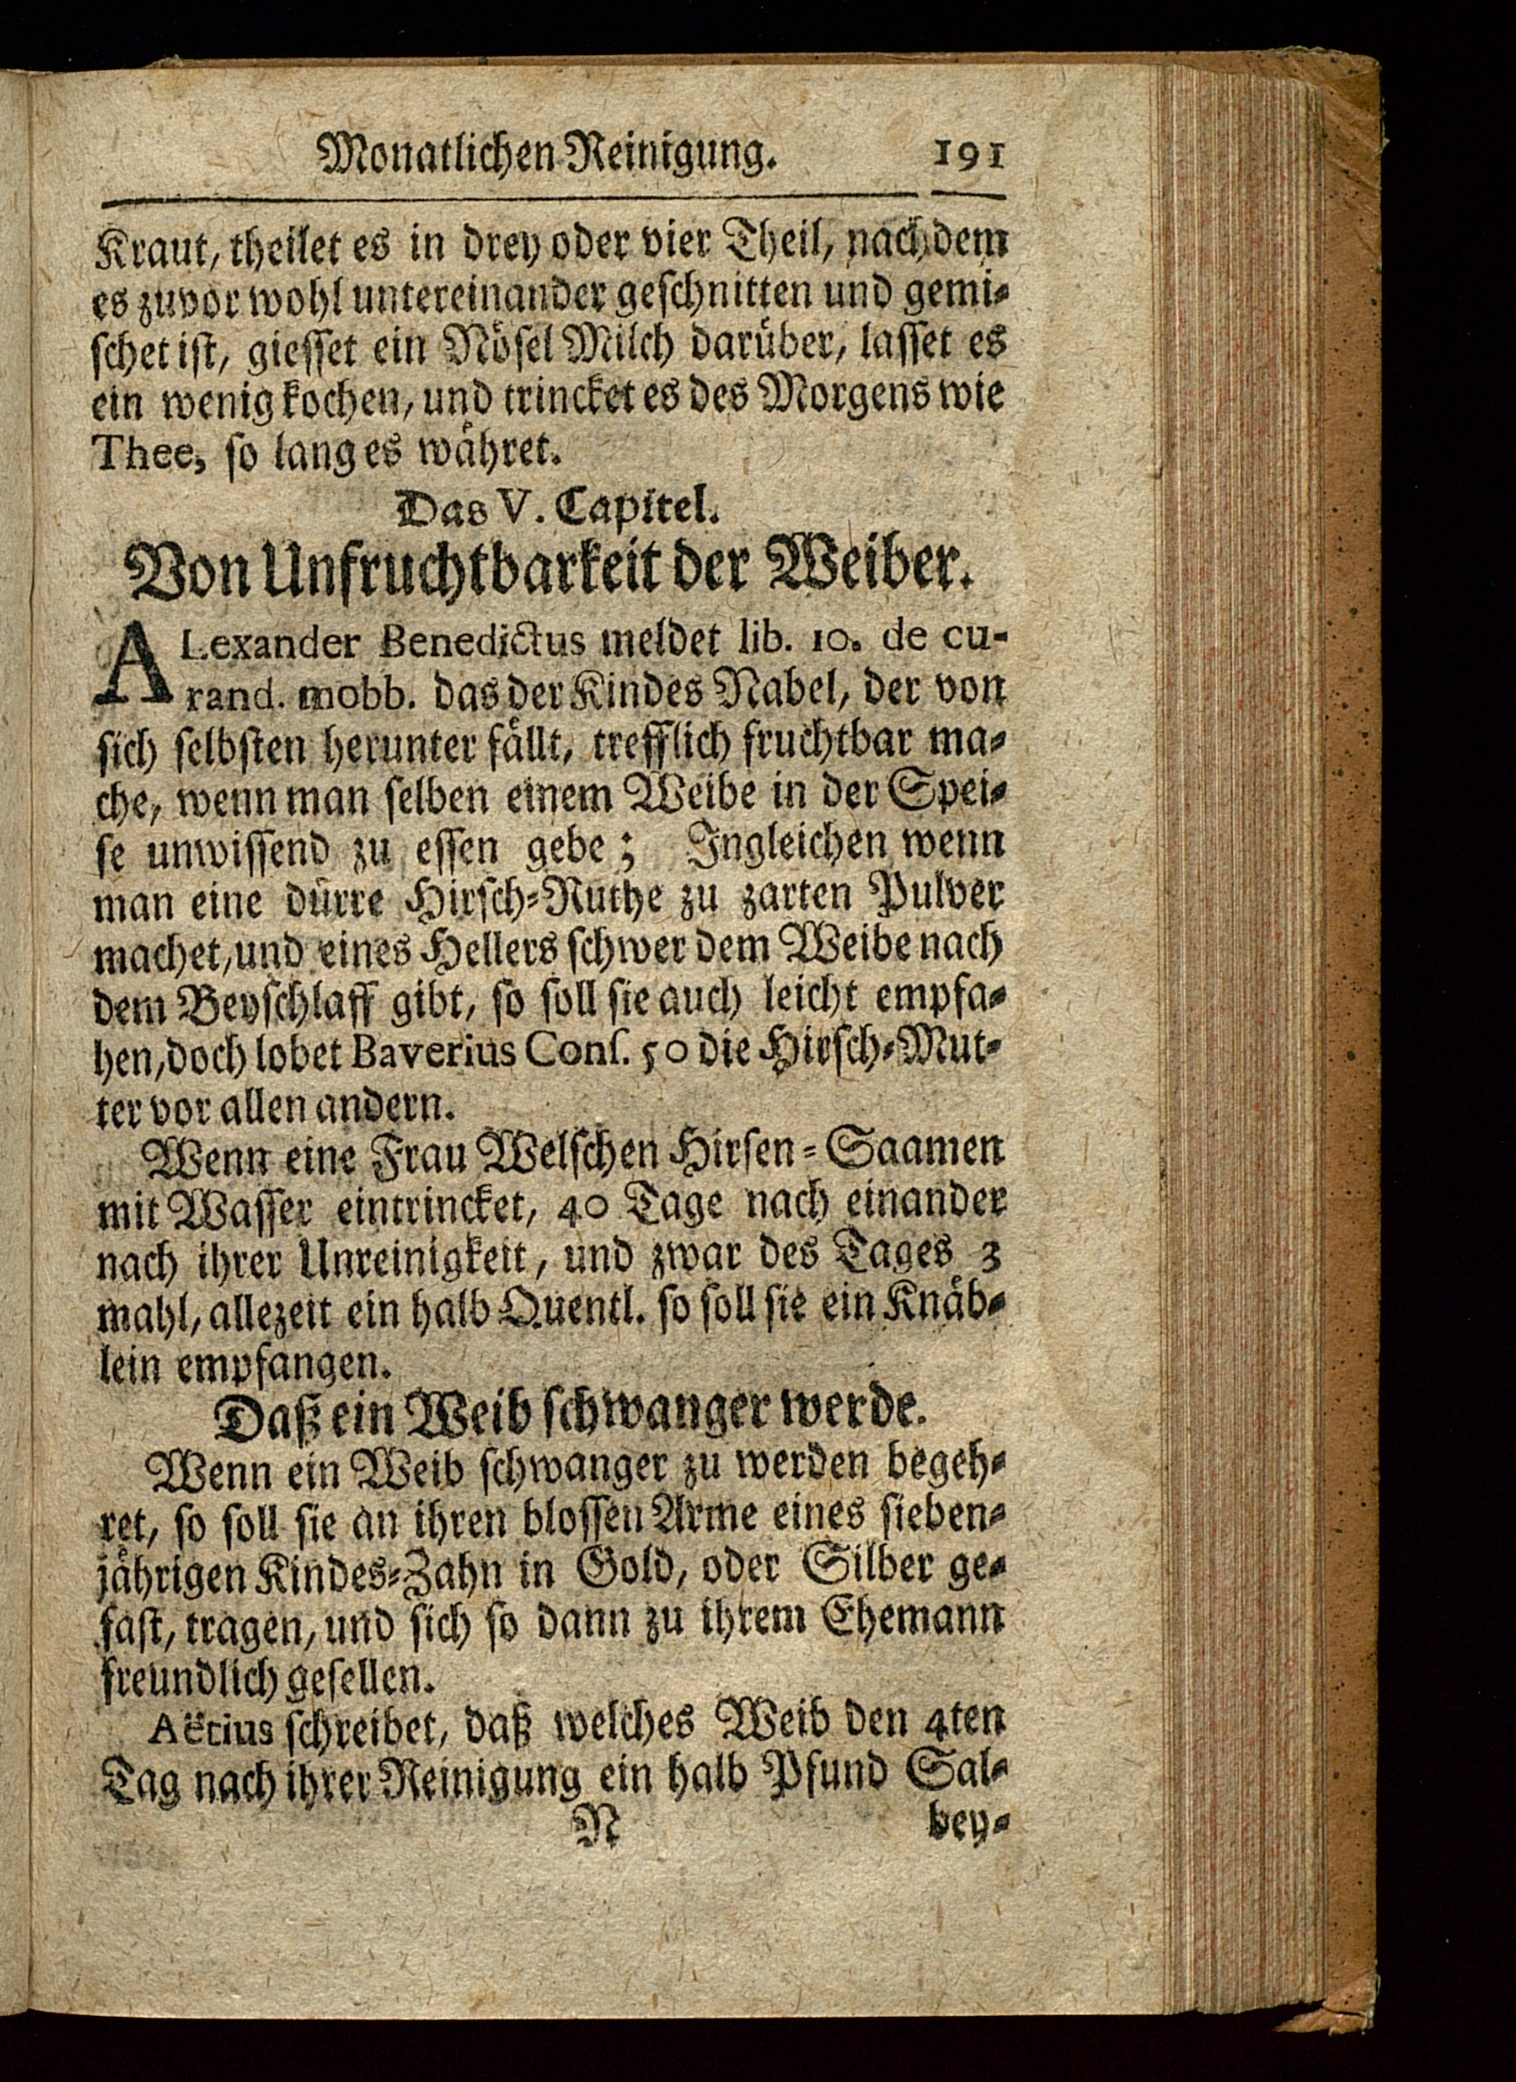 Monatlichen Reinigung. 191
Kraut, theilet es in drey oder vier Theil, nachdem
es zuvor wohl untereinander geschnitten und gemi-
schet ist, giesset ein Nösel Milch darüber, lasset es
ein wenig kochen, und trincket es des Morgens wie
Thee, so lang es währet.
Das V. Capitel.
Von Unfruchtbarkeit der Weiber.
ALexander Benedictus meldet lib. 10. de cu-
rand. mobb. das der Kindes Nabel, der von
sich selbsten herunter fällt, trefflich fruchtbar ma-
che, wenn man selben einem Weibe in der Spei-
se unwissend zu essen gebe; Ingleichen wenn
man eine dürre Hirsch-Ruthe zu zarten Pulver
machet, und eines Hellers schwer dem Weibe nach
dem Beyschlaff gibt, so soll sie auch leicht empfa-
hen, doch lobet Baverius Cons. 50 die Hirsch-Mut-
ter vor allen andern.
Wenn eine Frau Welschen Hirsen-Saamen
mit Wasser eintrincket, 40 Tage nach einander
nach ihrer Unreinigkeit, und zwar des Tages 3
mahl, allezeit ein halb Quentl. so soll sie ein Knäb-
lein empfangen.
Daß ein Weib schwanger werde.
Wenn ein Weib schwanger zu werden begeh-
ret, so soll sie an ihren blossen Arme eines sieben-
jährigen Kindes-Zahn in Gold, oder Silber ge-
fast, tragen, und sich so dann zu ihrem Ehemann
freundlich gesellen.
Aëtius schreibet, daß welches Weib den 4ten
Tag nach ihrer Reinigung ein halb Pfund Sal-
N bey-